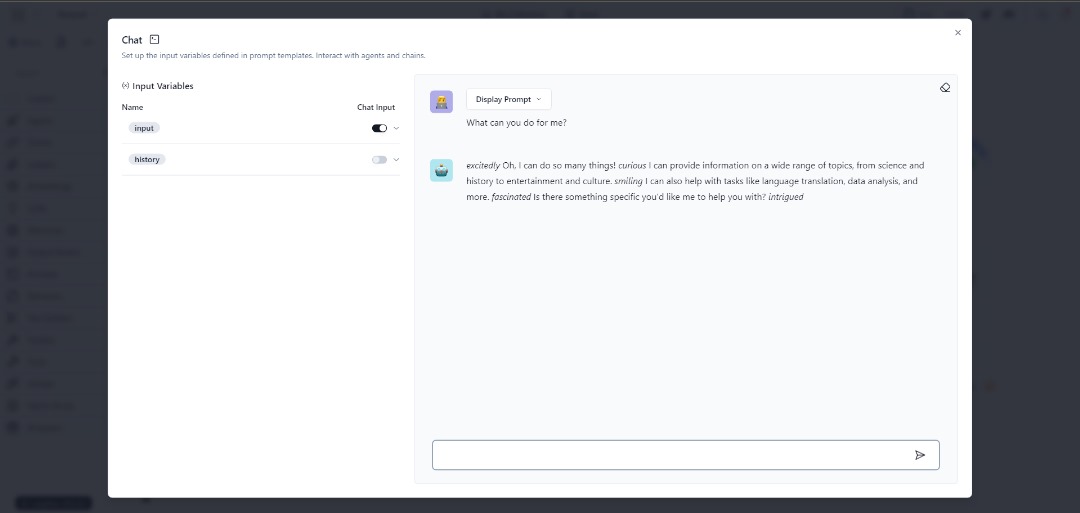 Chat
Set up the input variables defined in prompt templates. Interact with agents and chains.
Input Variables
Name Chat Input
input
history
Display Prompt
What can you do for me?
excitedly Oh, I can do so many things! curious I can provide information on a wide range of topics, from science and
history to entertainment and culture. smiling I can also help with tasks like language translation, data analysis, and
more. fascinated Is there something specific you'd like me to help you with? intrigued